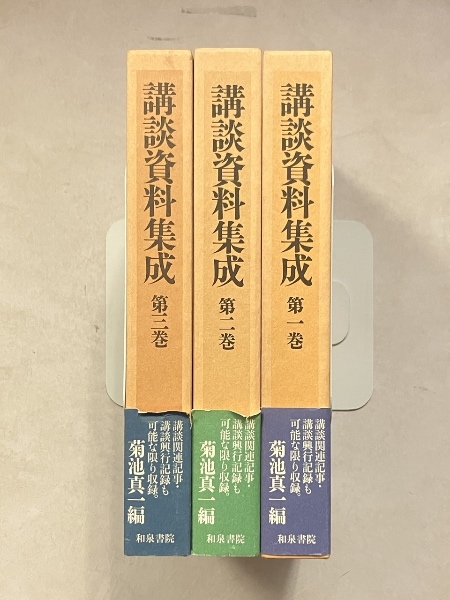 講談資料集成
第一巻
講談関連記事・
講談興行記録も
可能な限り収録。
菊池真一編
和泉書院
講談資料集成
第二巻
講談関連記事・
講談興行記録も
可能な限り収録。
菊池真一編
和泉書院
講談資料集成
第三巻
講談関連記事・
講談興行記録も
可能な限り収録。
菊池真一編
和泉書院